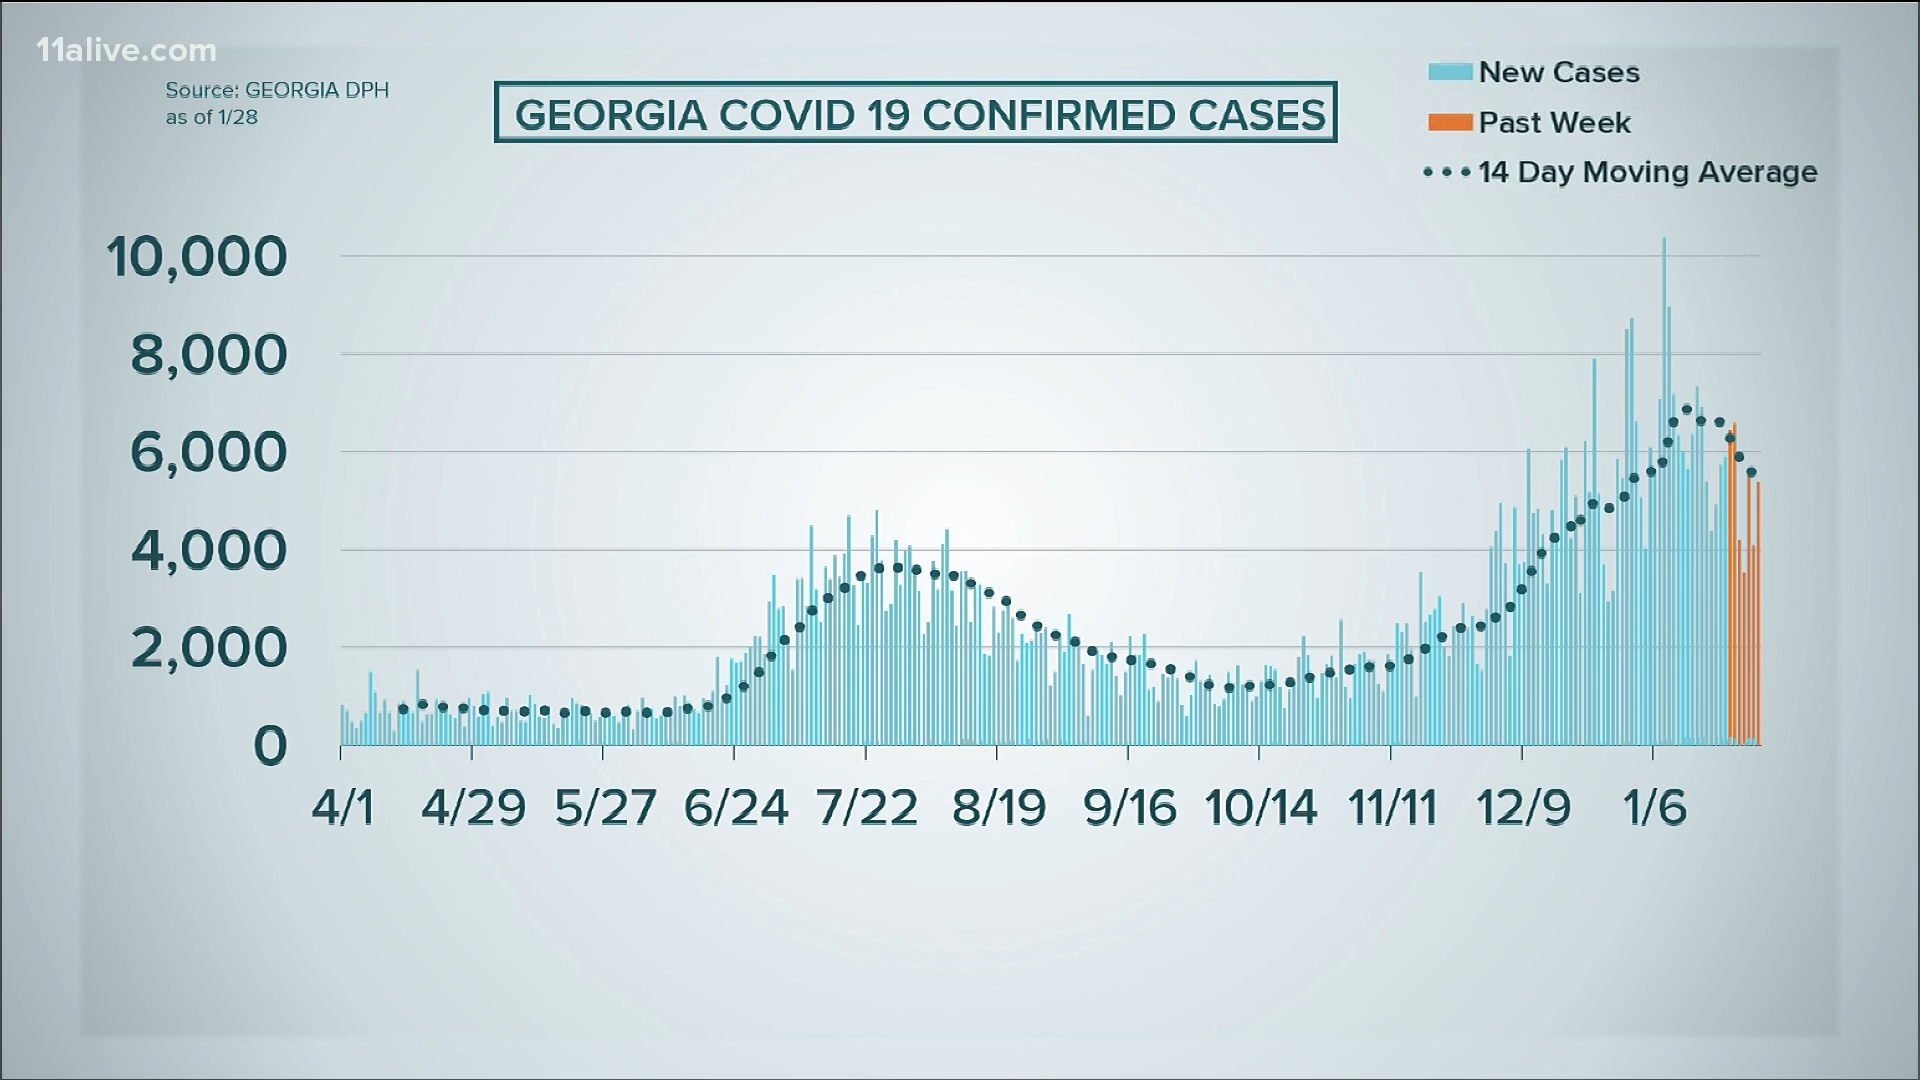 11alive.com
Source: GEORGIA DPH
as of 1/28
GEORGIA COVID 19 CONFIRMED CASES
New Cases
Past Week
14 Day Moving Average
10,000
8,000
6,000
4,000
2,000
0
4/1 4/29 5/27 6/24 7/22 8/19 9/16 10/14 11/11 12/9 1/6